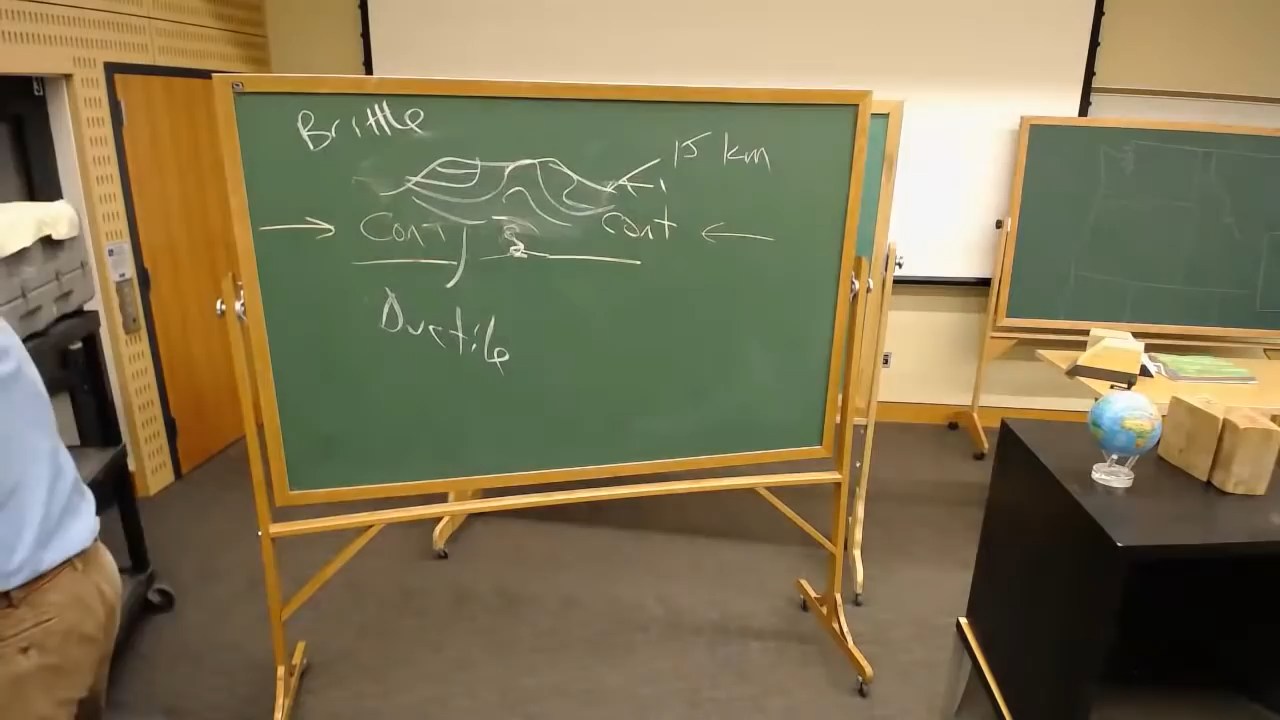 Brittle
15 km
→ Cont Cont ←
Ductile